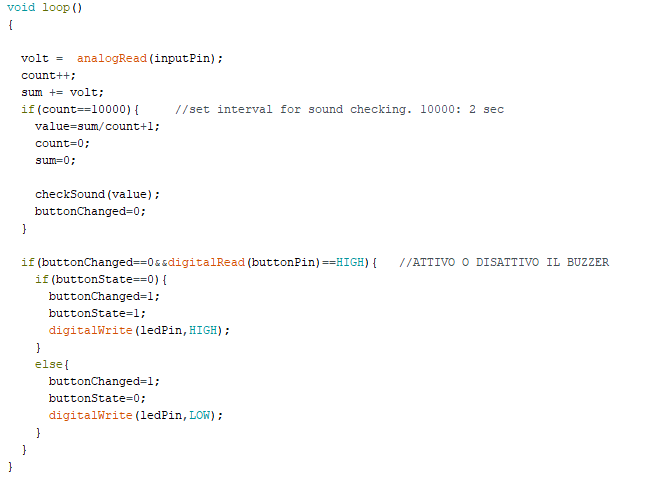 void loop()
{
volt =  analogRead(inputPin);
count++;
sum += volt;
if(count==10000){     //set interval for sound checking. 10000: 2 sec
value=sum/count+1;
count=0;
sum=0;
checkSound(value);
buttonChanged=0;
}
if(buttonChanged==0&&digitalRead(buttonPin)==HIGH){   //ATTIVO O DISATTIVO IL BUZZER
if(buttonState==0){
buttonChanged=1;
buttonState=1;
digitalWrite(ledPin,HIGH);
}
else{
buttonChanged=1;
buttonState=0;
digitalWrite(ledPin,LOW);
}
}
}